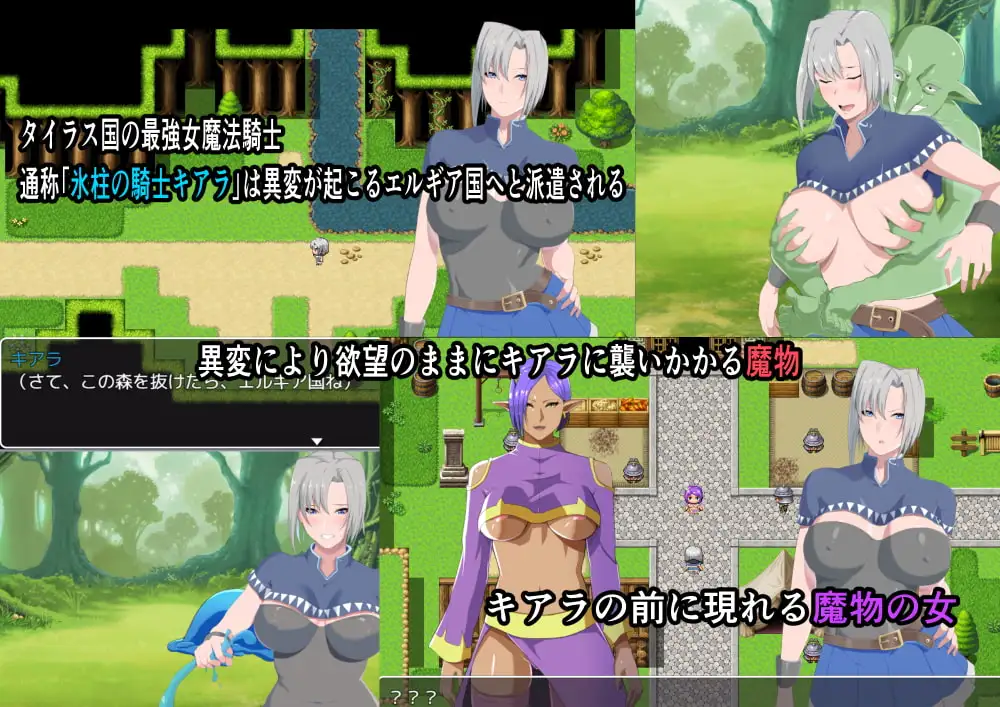 タイラス国の最強女魔法騎士
通称「氷柱の騎士キアラ」は異変が起こるエルギア国へと派遣される
異変により欲望のままにキアラに襲いかかる魔物
キアラ
（さて、この森を抜けたら、エルギア国ね）
キアラの前に現れる魔物の女
？？？